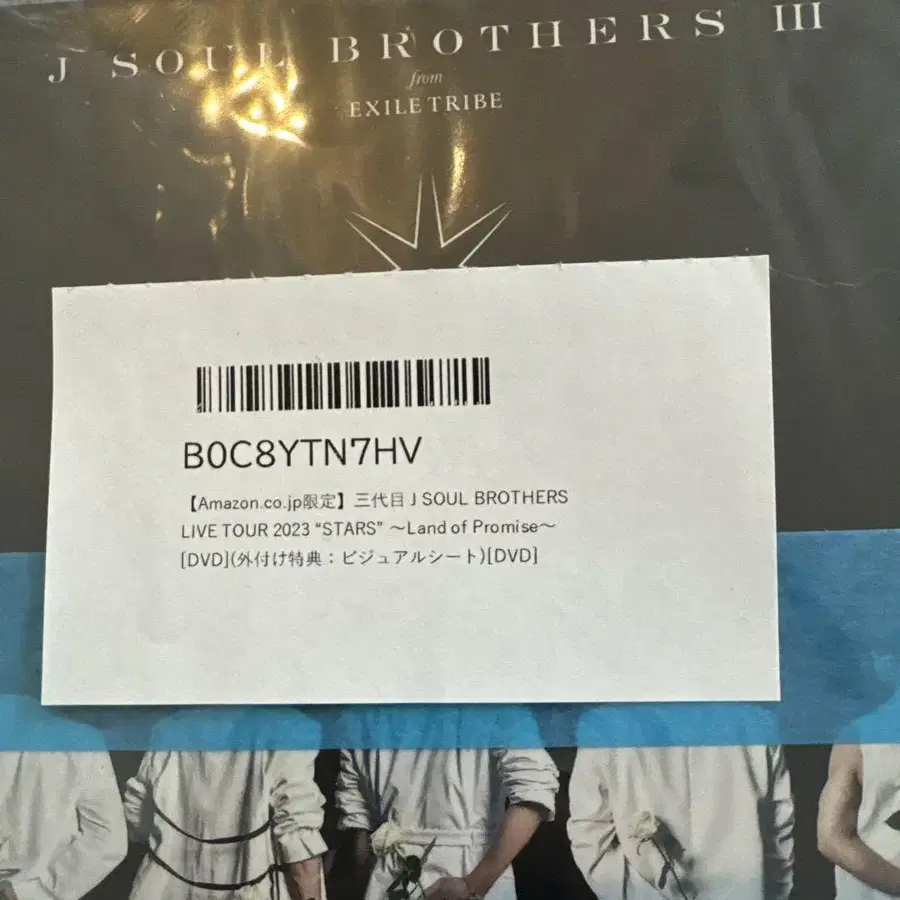 J SOUL BROTHERS III
from
EXILE TRIBE
B0C8YTN7HV
【Amazon.co.jp限定】三代目 J SOUL BROTHERS
LIVE TOUR 2023 “STARS” ～Land of Promise～
[DVD](外付け特典：ビジュアルシート)[DVD]